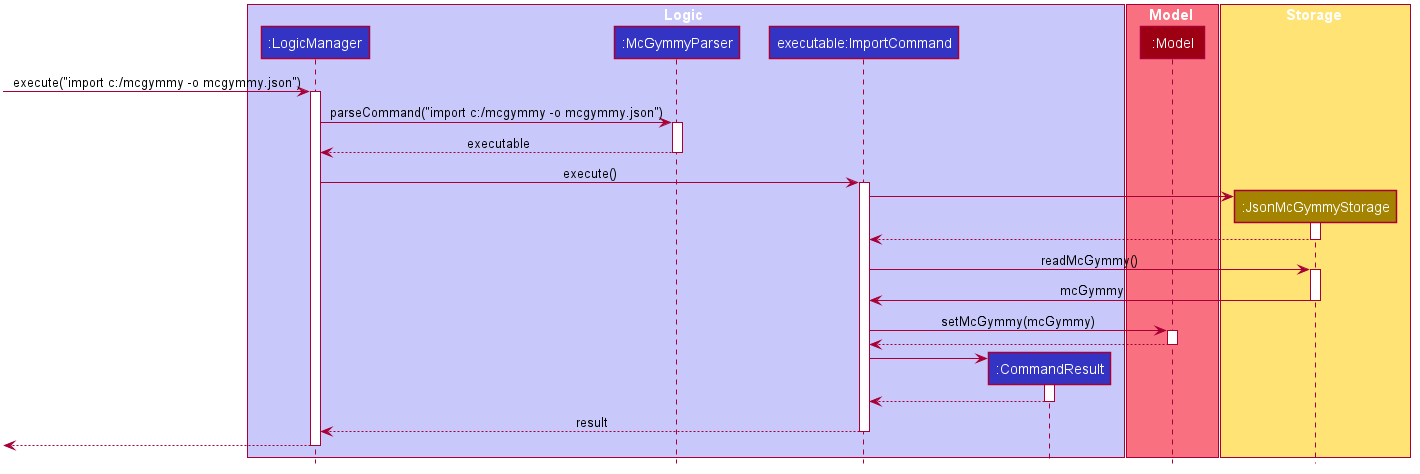 Logic
Model
Storage
:LogicManager
:McGymmyParser
executable:ImportCommand
:Model
execute("import c:/mcgymmy -o mcgymmy.json")
parseCommand("import c:/mcgymmy -o mcgymmy.json")
executable
execute()
:JsonMcGymmyStorage
readMcGymmy()
mcGymmy
setMcGymmy(mcGymmy)
:CommandResult
result